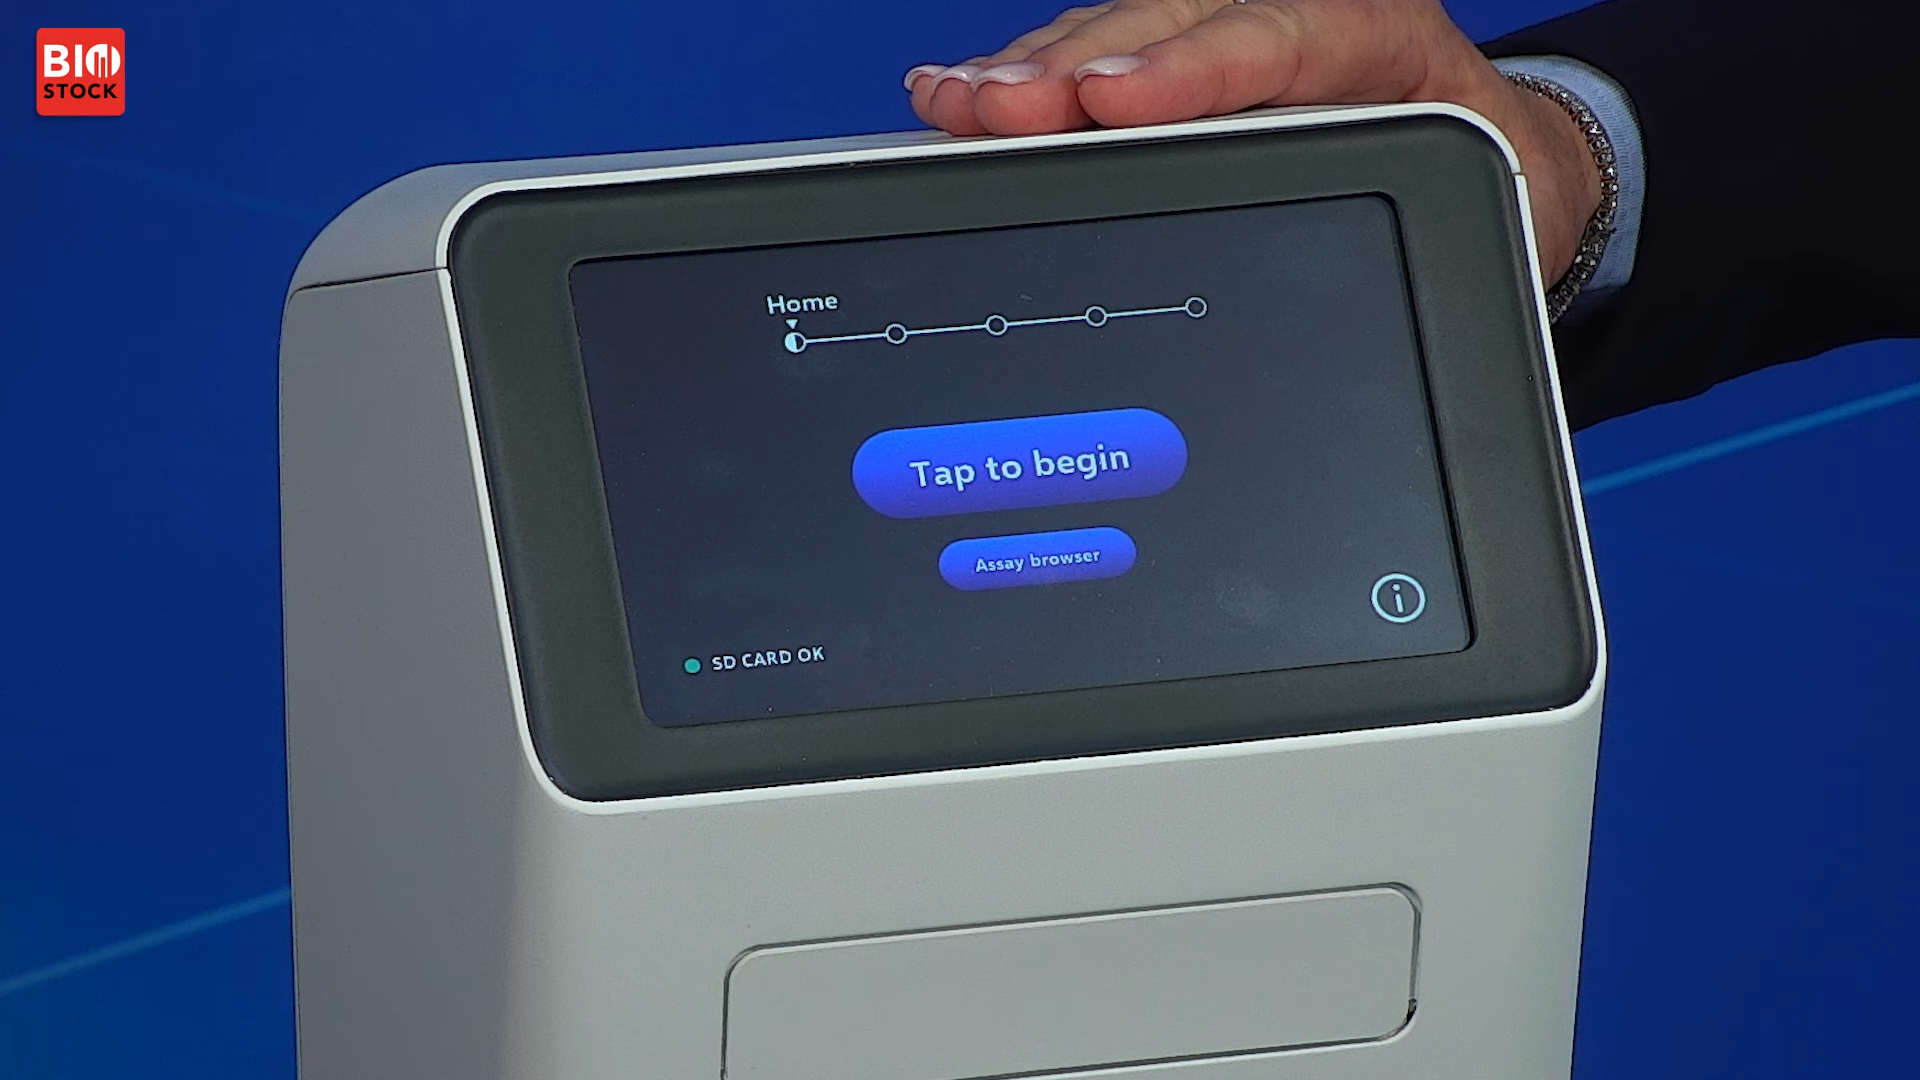 BIO
STOCK
Home
Tap to begin
Assay browser
i
SD CARD OK